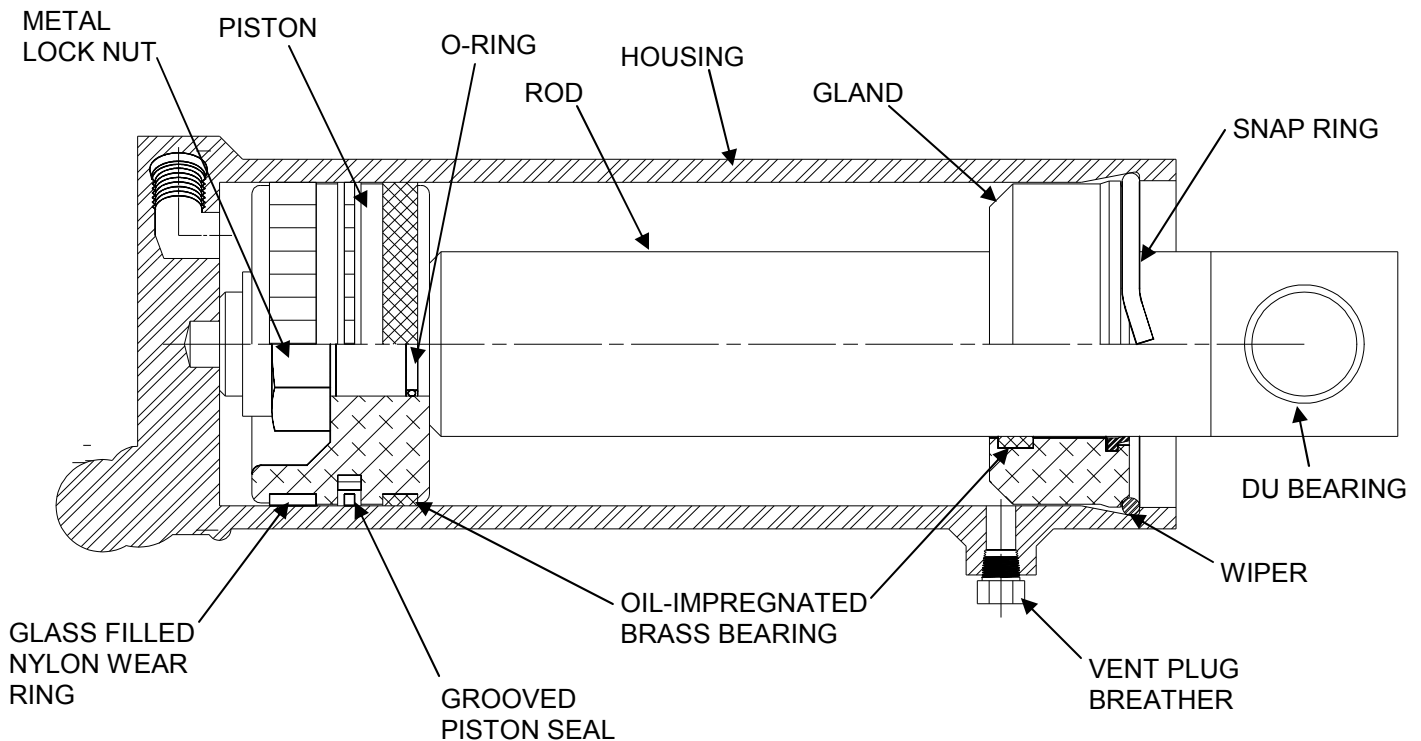 METAL
LOCK NUT
PISTON
O-RING
HOUSING
ROD
GLAND
SNAP RING
DU BEARING
WIPER
OIL-IMPREGNATED
BRASS BEARING
GLASS FILLED
NYLON WEAR
RING
GROOVED
PISTON SEAL
VENT PLUG
BREATHER